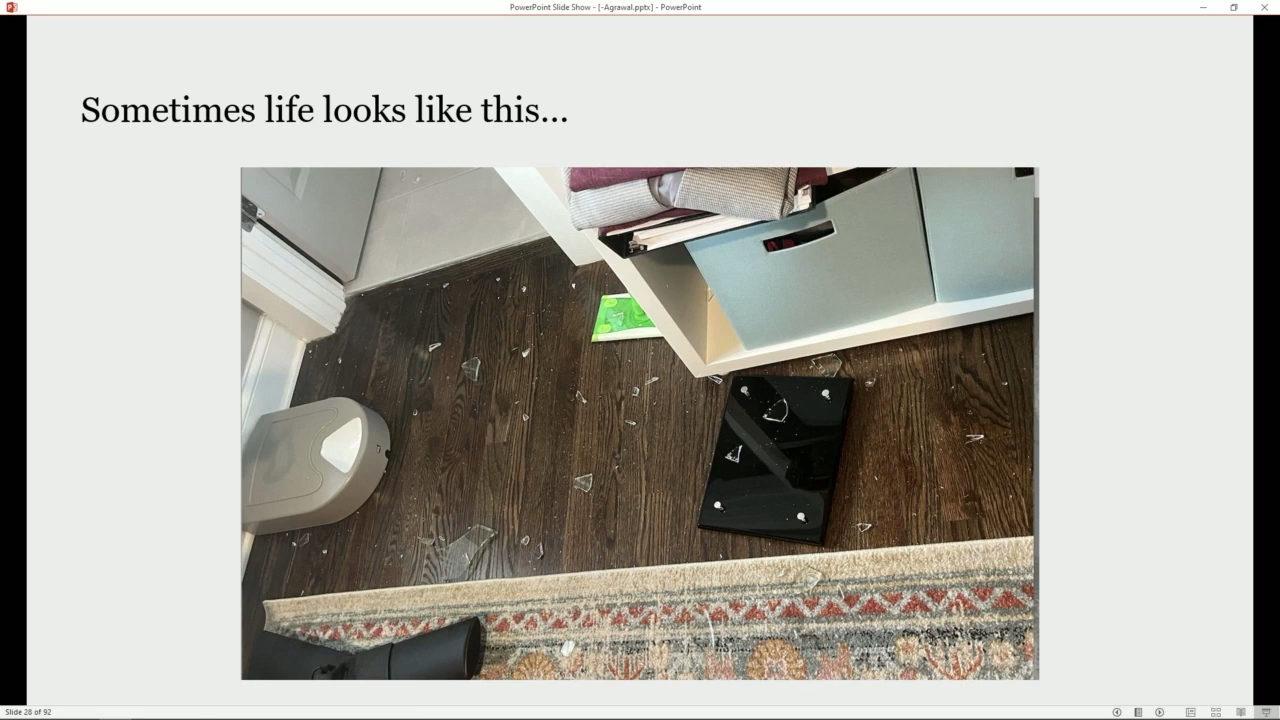 PowerPoint Slide Show - [-Agrawal.pptx] - PowerPoint
Sometimes life looks like this...
Slide 28 of 92